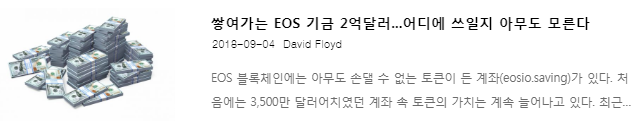 쌓여가는 EOS 기금 2억달러...어디에 쓰일지 아무도 모른다
2018-09-04 David Floyd
EOS 블록체인에는 아무도 손댈 수 없는 토큰이 든 계좌(eosio.saving)가 있다. 처
음에는 3,500만 달러어치였던 계좌 속 토큰의 가치는 계속 늘어나고 있다. 최근...